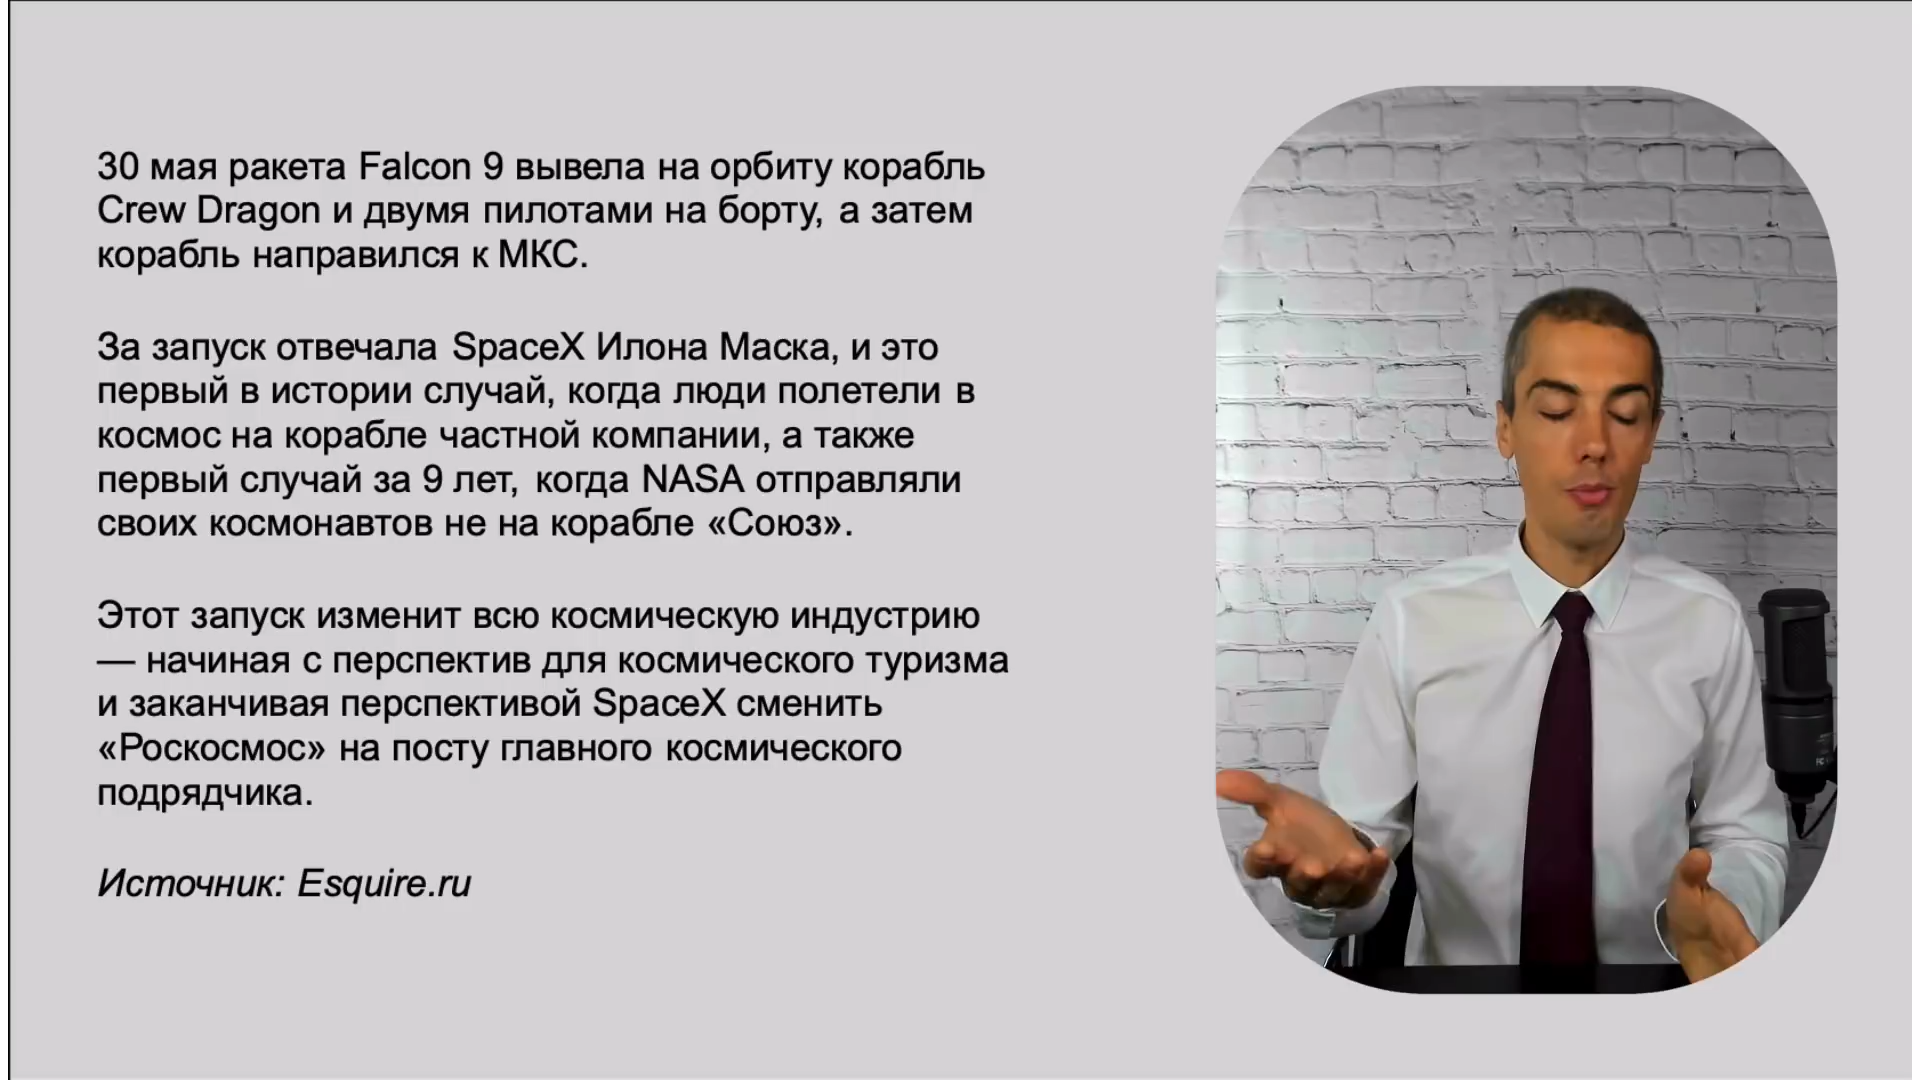 30 мая ракета Falcon 9 вывела на орбиту корабль
Crew Dragon и двумя пилотами на борту, а затем
корабль направился к МКС.
За запуск отвечала SpaceX Илона Маска, и это
первый в истории случай, когда люди полетели в
космос на корабле частной компании, а также
первый случай за 9 лет, когда NASA отправляли
своих космонавтов не на корабле «Союз».
Этот запуск изменит всю космическую индустрию
— начиная с перспектив для космического туризма
и заканчивая перспективой SpaceX сменить
«Роскосмос» на посту главного космического
подрядчика.
Источник: Esquire.ru